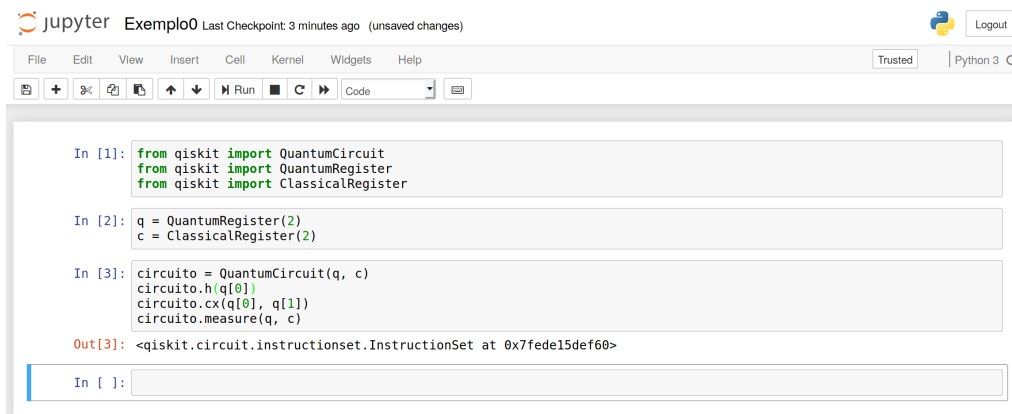 jupyter Exemplo0 Last Checkpoint: 3 minutes ago (unsaved changes) Logout
File Edit View Insert Cell Kernel Widgets Help Trusted Python 3
Run Code
In [1]: from qiskit import QuantumCircuit
from qiskit import QuantumRegister
from qiskit import ClassicalRegister
In [2]: q = QuantumRegister(2)
c = ClassicalRegister(2)
In [3]: circuito = QuantumCircuit(q, c)
circuito.h(q[0])
circuito.cx(q[0], q[1])
circuito.measure(q, c)
Out[3]: <qiskit.circuit.instructionset.InstructionSet at 0x7fede15def60>
In [ ]: